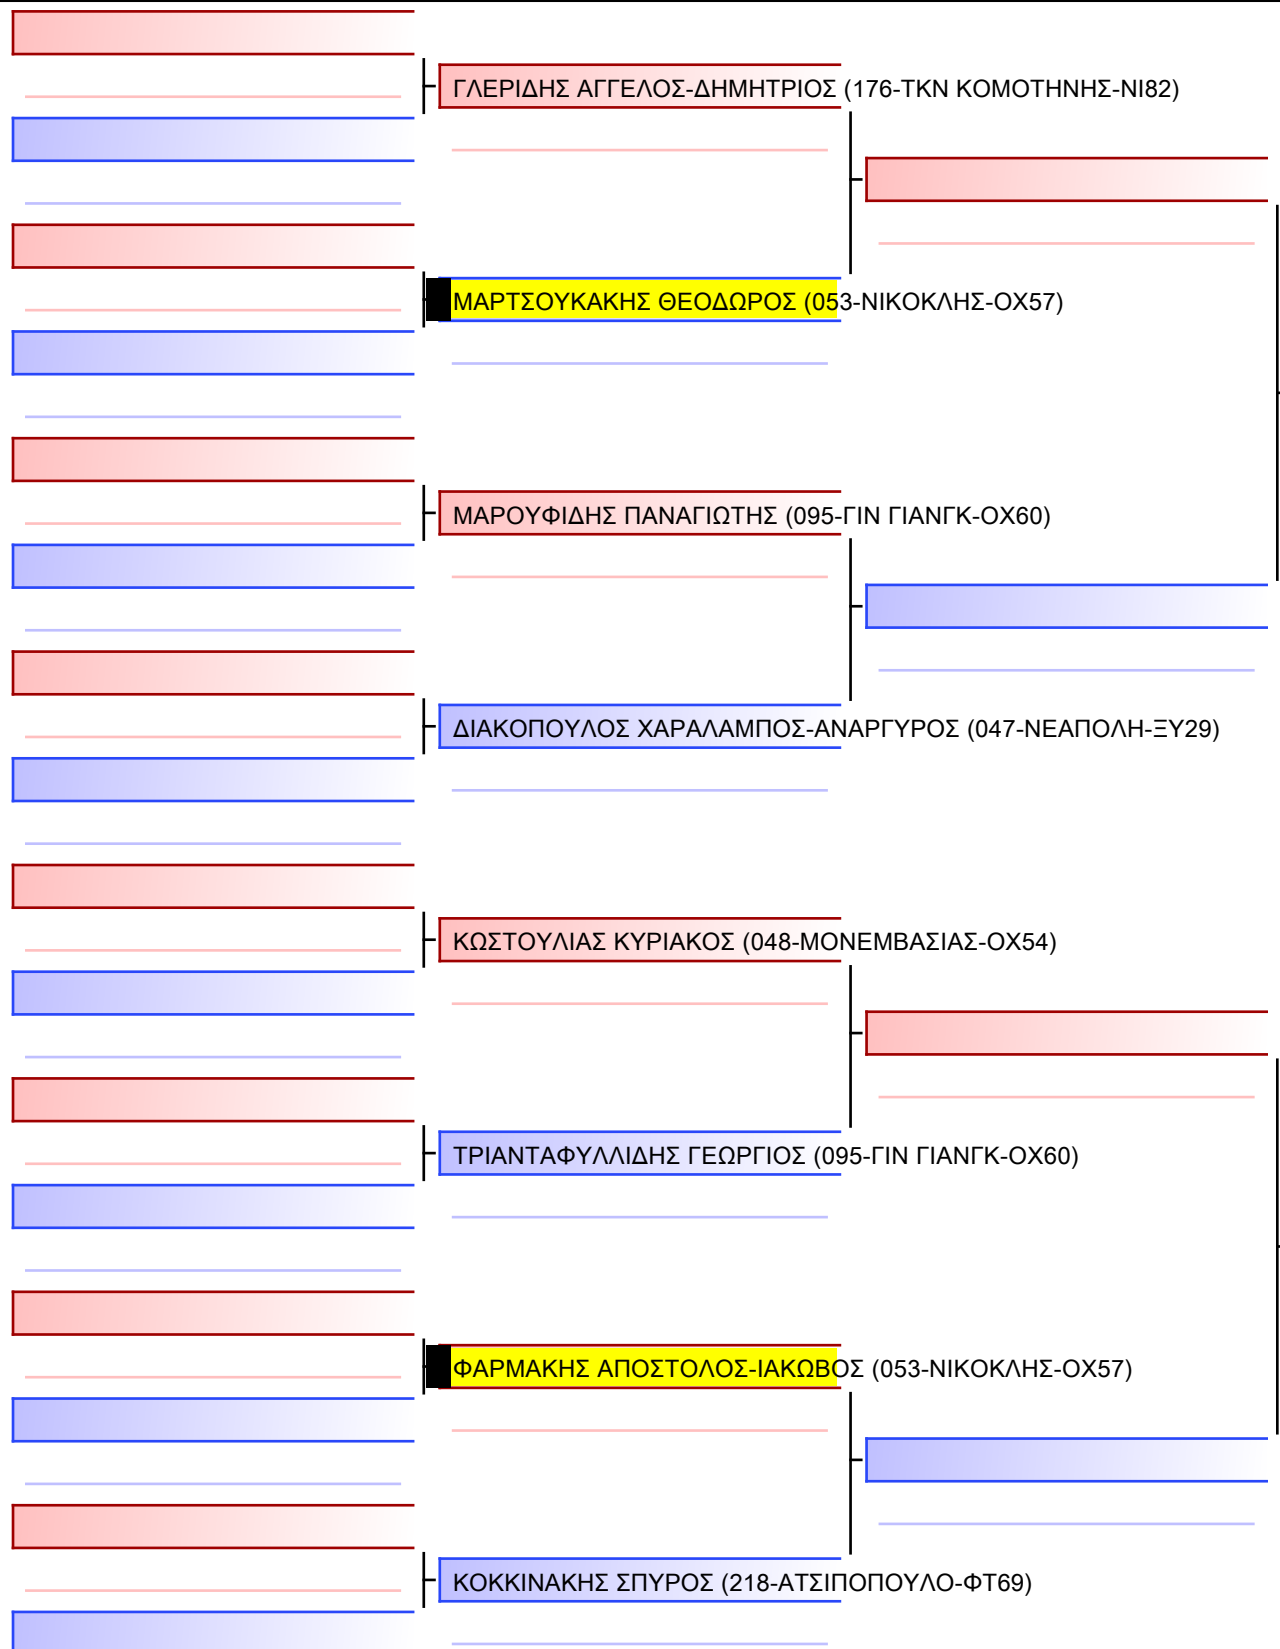 ΓΛΕΡΙΔΗΣ ΑΓΓΕΛΟΣ-ΔΗΜΗΤΡΙΟΣ (176-ΤΚΝ ΚΟΜΟΤΗΝΗΣ-ΝΙ82)
ΜΑΡΤΣΟΥΚΑΚΗΣ ΘΕΟΔΩΡΟΣ (053-ΝΙΚΟΚΛΗΣ-ΟΧ57)
ΜΑΡΟΥΦΙΔΗΣ ΠΑΝΑΓΙΩΤΗΣ (095-ΓΙΝ ΓΙΑΝΓΚ-ΟΧ60)
ΔΙΑΚΟΠΟΥΛΟΣ ΧΑΡΑΛΑΜΠΟΣ-ΑΝΑΡΓΥΡΟΣ (047-ΝΕΑΠΟΛΗ-ΞΥ29)
ΚΩΣΤΟΥΛΙΑΣ ΚΥΡΙΑΚΟΣ (048-ΜΟΝΕΜΒΑΣΙΑΣ-ΟΧ54)
ΤΡΙΑΝΤΑΦΥΛΛΙΔΗΣ ΓΕΩΡΓΙΟΣ (095-ΓΙΝ ΓΙΑΝΓΚ-ΟΧ60)
ΦΑΡΜΑΚΗΣ ΑΠΟΣΤΟΛΟΣ-ΙΑΚΩΒΟΣ (053-ΝΙΚΟΚΛΗΣ-ΟΧ57)
ΚΟΚΚΙΝΑΚΗΣ ΣΠΥΡΟΣ (218-ΑΤΣΙΠΟΠΟΥΛΟ-ΦΤ69)